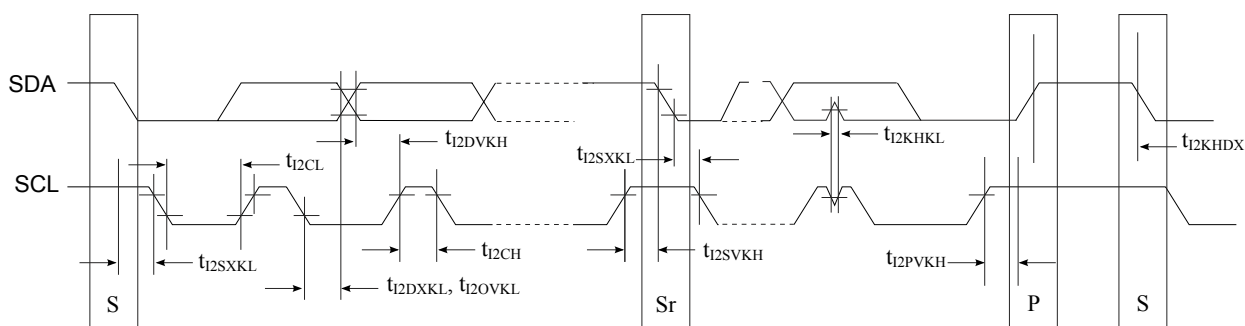 SDA
tI2DVKH
tI2KHKL
tI2KHDX
tI2CL
tI2SXKL
SCL
tI2SXKL
tI2CH
tI2SVKH
tI2PVKH
tI2DXKL, tI2OVKL
S
Sr
P
S